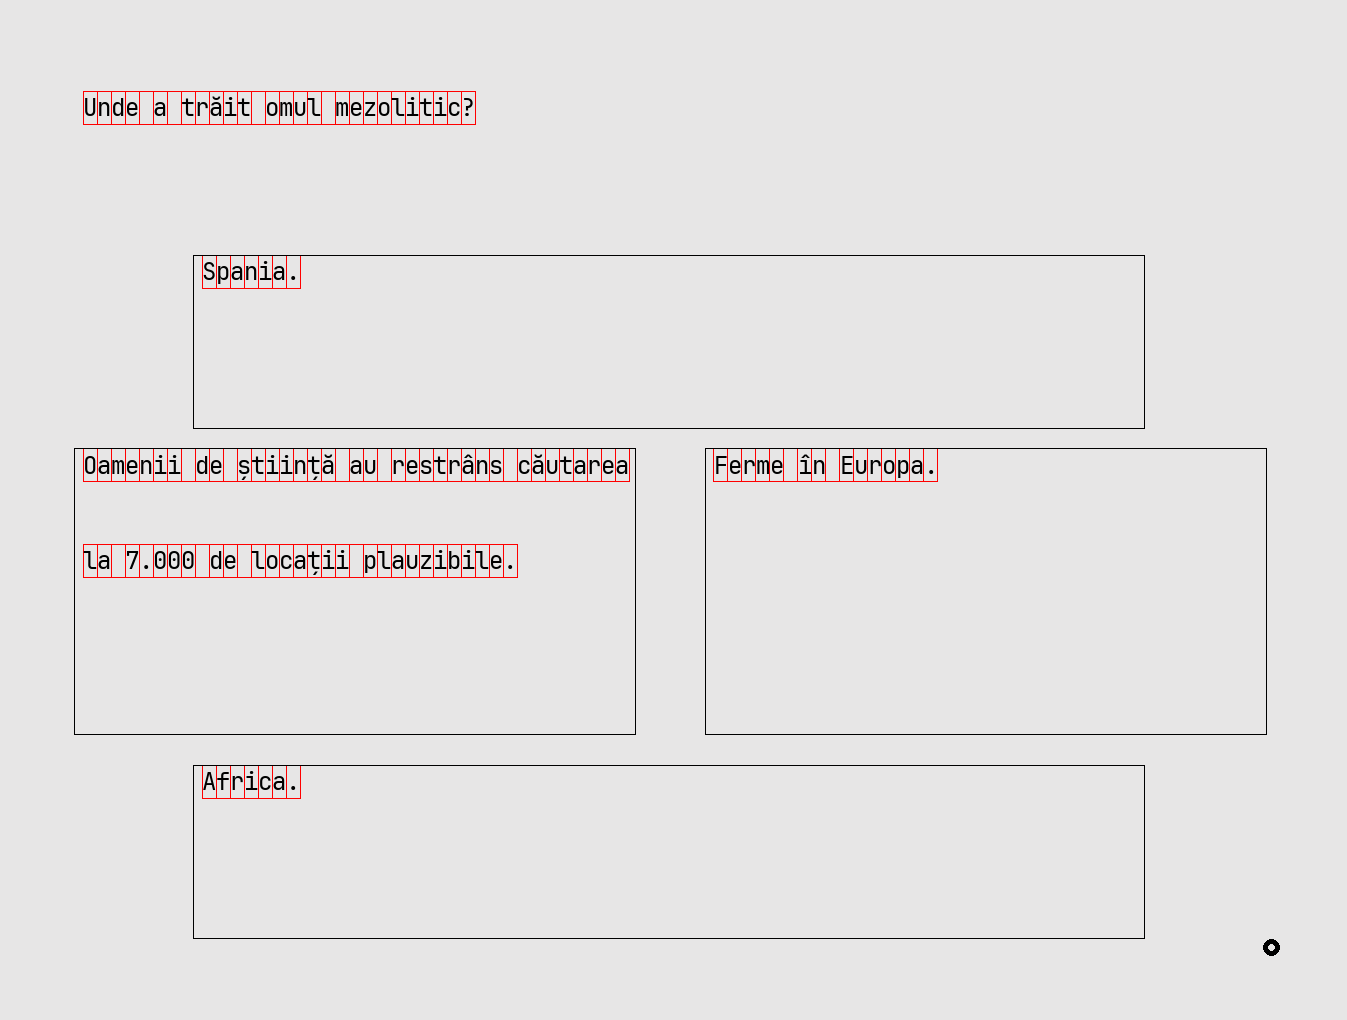 Unde a trăit omul mezolitic?
Spania.
Oamenii de știință au restrâns căutarea
la 7.000 de locații plauzibile.
Ferme în Europa.
Africa.